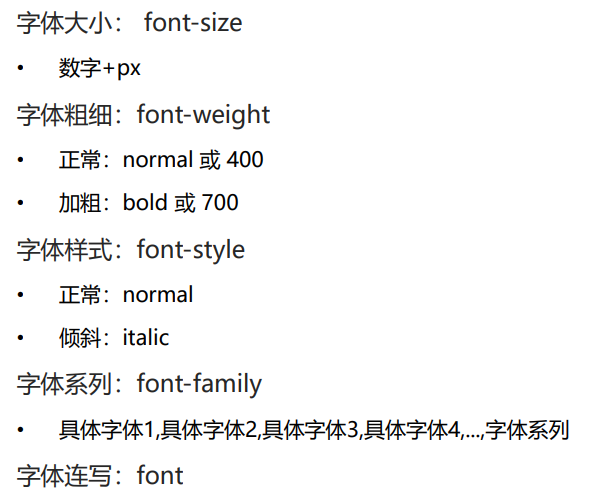 字体大小： font-size
• 数字+px
字体粗细：font-weight
• 正常：normal 或 400
• 加粗：bold 或 700
字体样式：font-style
• 正常：normal
• 倾斜：italic
字体系列：font-family
• 具体字体1,具体字体2,具体字体3,具体字体4,...,字体系列
字体连写：font